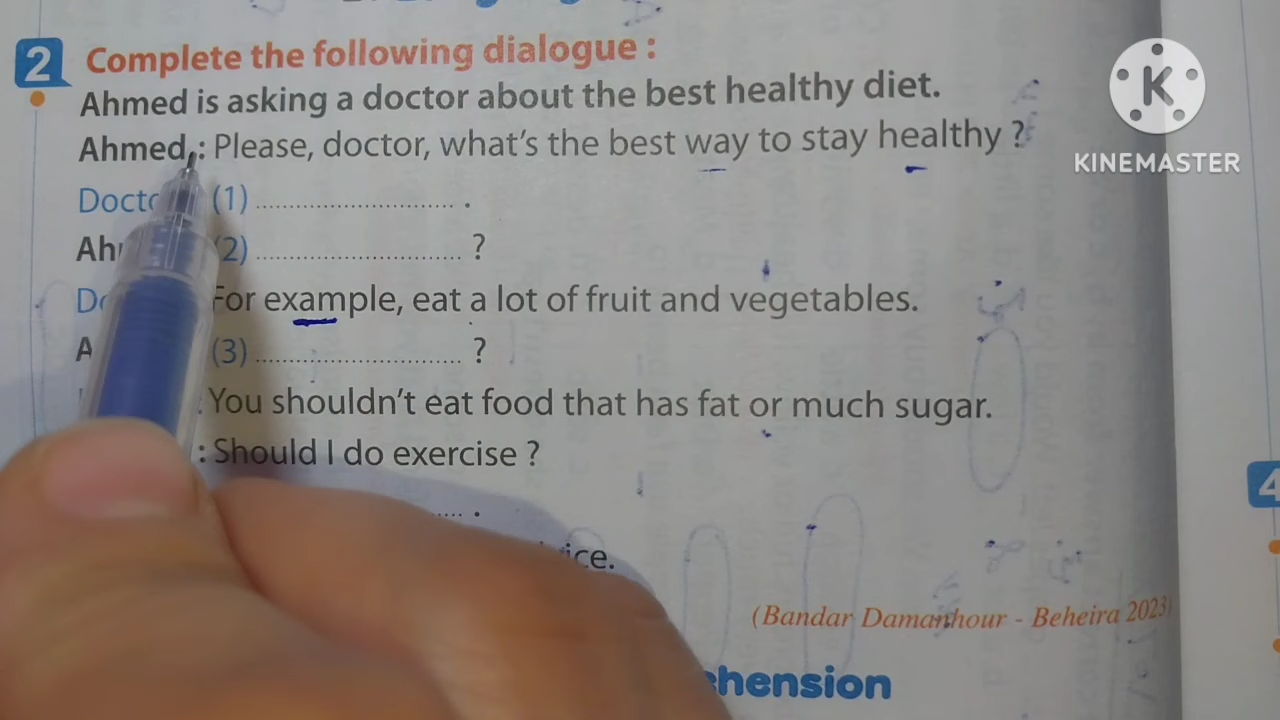 2 Complete the following dialogue :
Ahmed is asking a doctor about the best healthy diet.
Ahmed : Please, doctor, what's the best way to stay healthy ?
(1) .............................. .
(2) .............................. ?
For example, eat a lot of fruit and vegetables.
(3) .............................. ?
: You shouldn't eat food that has fat or much sugar.
: Should I do exercise ?
..... .
(Bandar Damanhour - Beheira 2023)
4
K
KINEMASTER